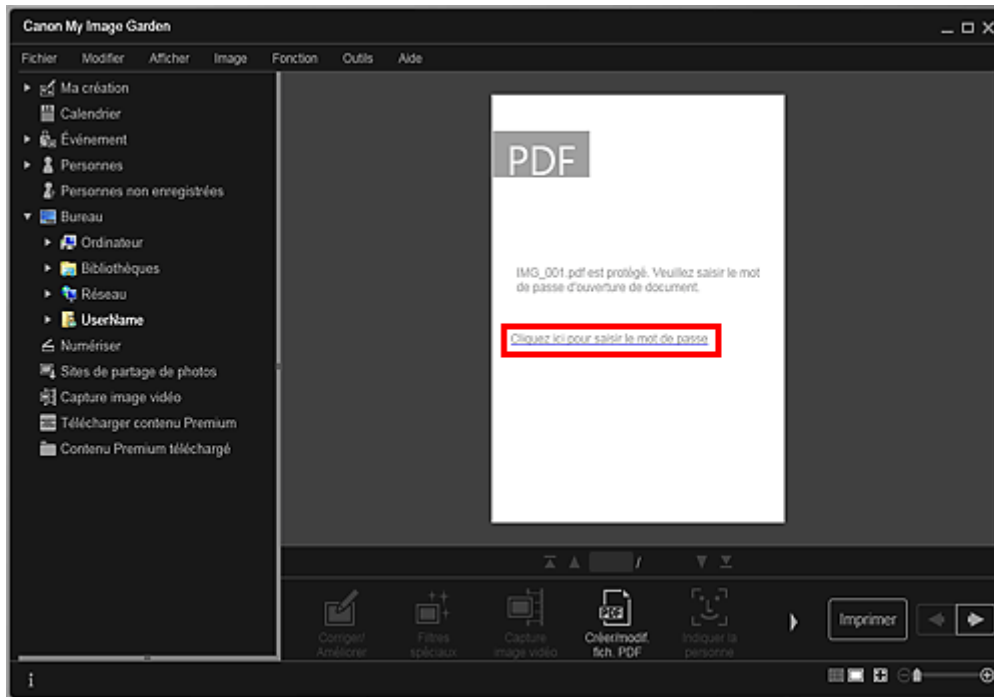 Canon My Image Garden
Fichier Modifier Afficher Image Fonction Outils Aide
Ma création
Calendrier
Événement
Personnes
Personnes non enregistrées
Bureau
Ordinateur
Bibliothèques
Réseau
UserName
Numériser
Sites de partage de photos
Capture image vidéo
Télécharger contenu Premium
Contenu Premium téléchargé
PDF
IMG_001.pdf est protégé. Veuillez saisir le mot
de passe d'ouverture de document.
Cliquez ici pour saisir le mot de passe
/
Corriger/
Améliorer
Filtres
spéciaux
Capture
image vidéo
PDF
Créer/modif.
fich. PDF
Indiquer la
personne
Imprimer